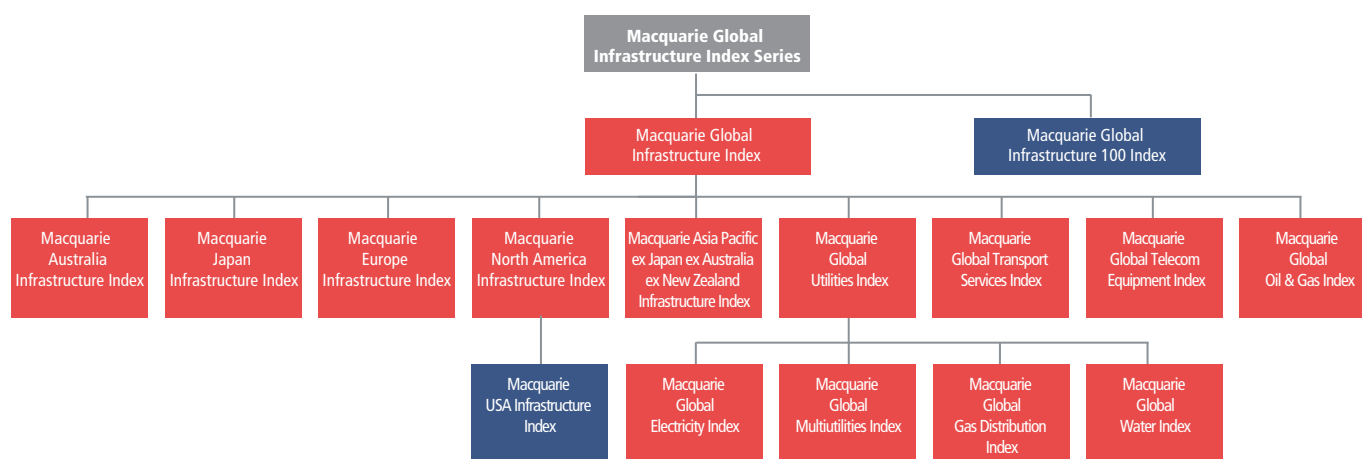 Macquarie Global
Infrastructure Index Series
Macquarie Global
Infrastructure Index
Macquarie Global
Infrastructure 100 Index
Macquarie
Australia
Infrastructure Index
Macquarie
Japan
Infrastructure Index
Macquarie
Europe
Infrastructure Index
Macquarie
North America
Infrastructure Index
Macquarie Asia Pacific
ex Japan ex Australia
ex New Zealand
Infrastructure Index
Macquarie
Global
Utilities Index
Macquarie
Global Transport
Services Index
Macquarie
Global Telecom
Equipment Index
Macquarie
Global
Oil & Gas Index
Macquarie
USA Infrastructure
Index
Macquarie
Global
Electricity Index
Macquarie
Global
Multiutilities Index
Macquarie
Global
Gas Distribution
Index
Macquarie
Global
Water Index